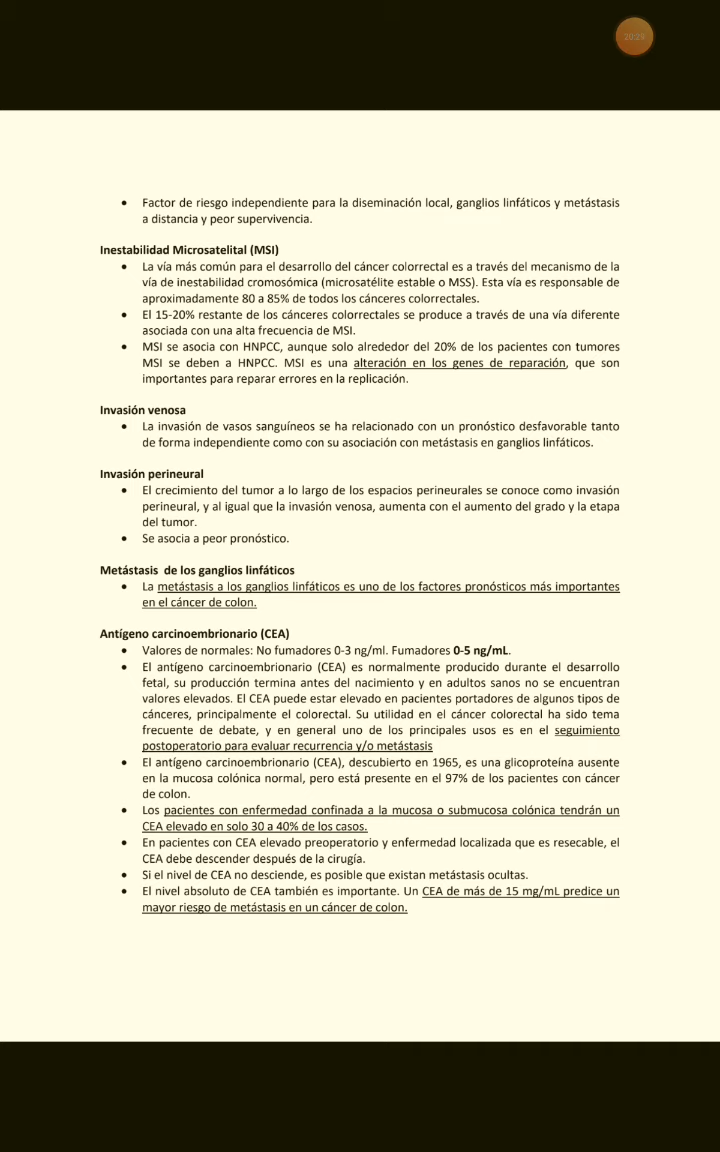 20:29
• Factor de riesgo independiente para la diseminación local, ganglios linfáticos y metástasis
a distancia y peor supervivencia.
Inestabilidad Microsatelital (MSI)
• La vía más común para el desarrollo del cáncer colorrectal es a través del mecanismo de la
vía de inestabilidad cromosómica (microsatélite estable o MSS). Esta vía es responsable de
aproximadamente 80 a 85% de todos los cánceres colorrectales.
• El 15-20% restante de los cánceres colorrectales se produce a través de una vía diferente
asociada con una alta frecuencia de MSI.
• MSI se asocia con HNPCC, aunque solo alrededor del 20% de los pacientes con tumores
MSI se deben a HNPCC. MSI es una alteración en los genes de reparación, que son
importantes para reparar errores en la replicación.
Invasión venosa
• La invasión de vasos sanguíneos se ha relacionado con un pronóstico desfavorable tanto
de forma independiente como con su asociación con metástasis en ganglios linfáticos.
Invasión perineural
• El crecimiento del tumor a lo largo de los espacios perineurales se conoce como invasión
perineural, y al igual que la invasión venosa, aumenta con el aumento del grado y la etapa
del tumor.
• Se asocia a peor pronóstico.
Metástasis de los ganglios linfáticos
• La metástasis a los ganglios linfáticos es uno de los factores pronósticos más importantes
en el cáncer de colon.
Antígeno carcinoembrionario (CEA)
• Valores de normales: No fumadores 0-3 ng/ml. Fumadores 0-5 ng/mL.
• El antígeno carcinoembrionario (CEA) es normalmente producido durante el desarrollo
fetal, su producción termina antes del nacimiento y en adultos sanos no se encuentran
valores elevados. El CEA puede estar elevado en pacientes portadores de algunos tipos de
cánceres, principalmente el colorectal. Su utilidad en el cáncer colorectal ha sido tema
frecuente de debate, y en general uno de los principales usos es en el seguimiento
postoperatorio para evaluar recurrencia y/o metástasis
• El antígeno carcinoembrionario (CEA), descubierto en 1965, es una glicoproteína ausente
en la mucosa colónica normal, pero está presente en el 97% de los pacientes con cáncer
de colon.
• Los pacientes con enfermedad confinada a la mucosa o submucosa colónica tendrán un
CEA elevado en solo 30 a 40% de los casos.
• En pacientes con CEA elevado preoperatorio y enfermedad localizada que es resecable, el
CEA debe descender después de la cirugía.
• Si el nivel de CEA no desciende, es posible que existan metástasis ocultas.
• El nivel absoluto de CEA también es importante. Un CEA de más de 15 mg/mL predice un
mayor riesgo de metástasis en un cáncer de colon.